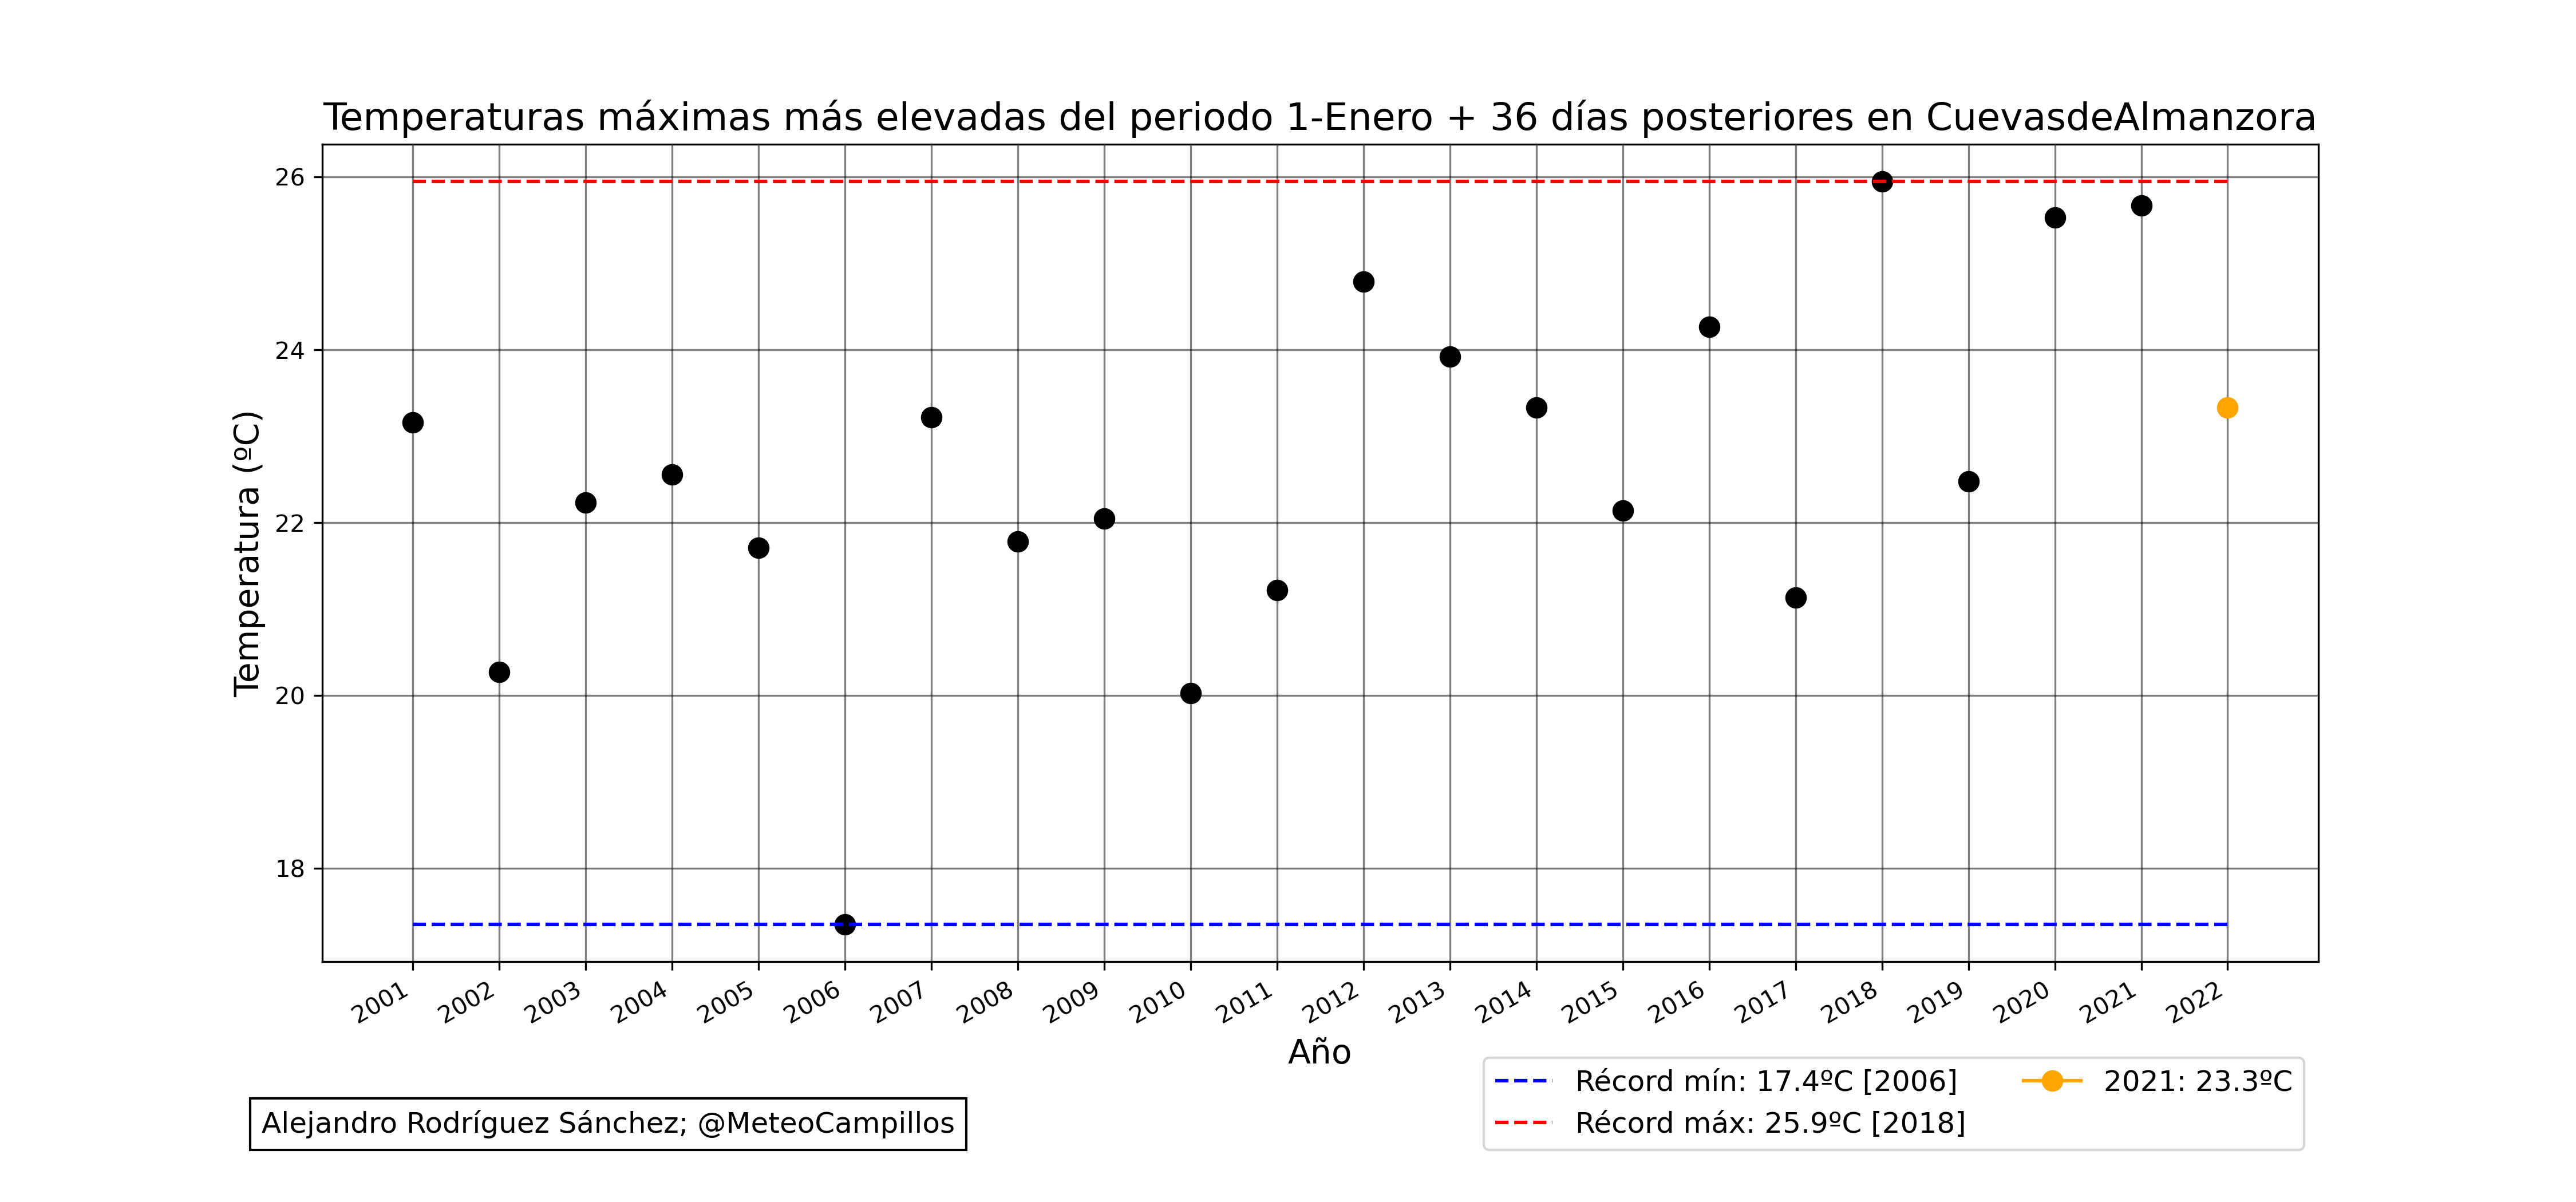 Temperaturas máximas más elevadas del periodo 1-Enero + 36 días posteriores en CuevasdeAlmanzora
Temperatura (ºC)
26
24
22
20
18
2001 2002 2003 2004 2005 2006 2007 2008 2009 2010 2011 2012 2013 2014 2015 2016 2017 2018 2019 2020 2021 2022
Año
Récord mín: 17.4ºC [2006]
Récord máx: 25.9ºC [2018]
2021: 23.3ºC
Alejandro Rodríguez Sánchez; @MeteoCampillos